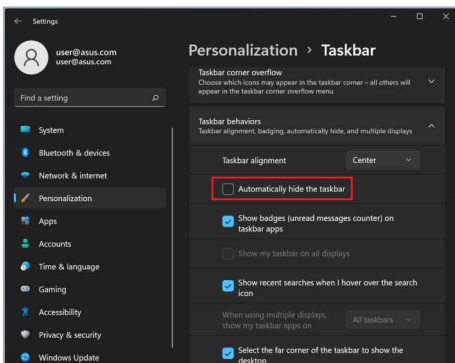 Settings
user@asus.com
user@asus.com
Find a setting
System
Bluetooth & devices
Network & internet
Personalization
Apps
Accounts
Time & language
Gaming
Accessibility
Privacy & security
Windows Update
Personalization > Taskbar
Taskbar corner overflow
Choose which icons may appear in the taskbar corner – all others will
appear in the taskbar corner overflow menu
Taskbar behaviors
Taskbar alignment, badging, automatically hide, and multiple displays
Taskbar alignment
Center
Automatically hide the taskbar
Show badges (unread messages counter) on
taskbar apps
Show my taskbar on all displays
Show recent searches when I hover over the search
icon
When using multiple displays,
show my taskbar apps on
All taskbars
Select the far corner of the taskbar to show the
desktop